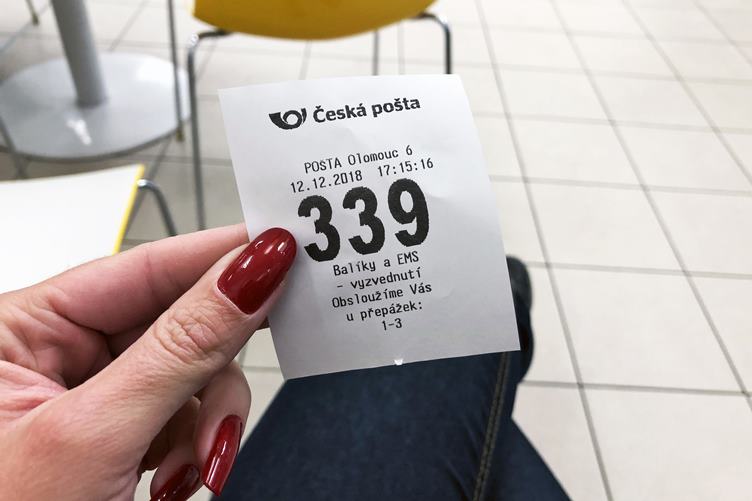 Česká pošta
POSTA Olomouc 6
12.12.2018 17:15:16
339
Balíky a EMS
- vyzvednutí
Obsloužíme Vás
u přepážek:
1-3